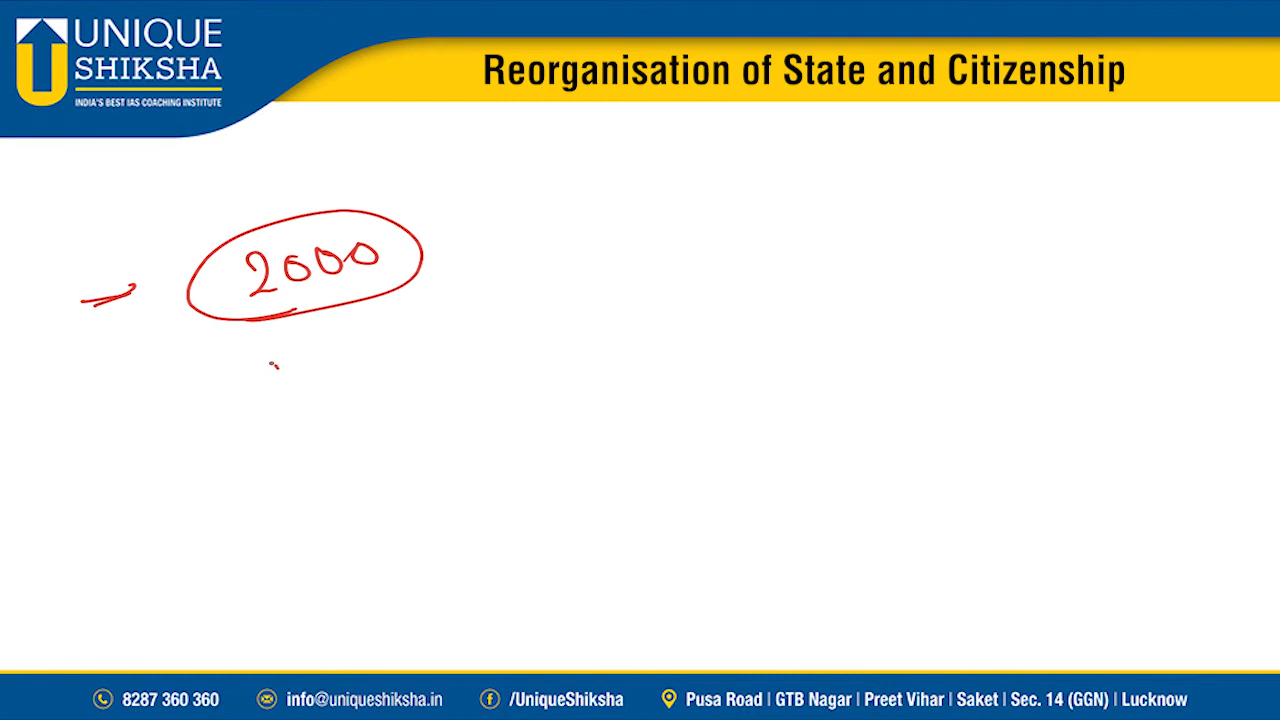 UNIQUE
SHIKSHA
INDIA'S BEST IAS COACHING INSTITUTE
Reorganisation of State and Citizenship
2000
8287 360 360
info@uniqueshiksha.in
/UniqueShiksha
Pusa Road | GTB Nagar | Preet Vihar | Saket | Sec. 14 (GGN) | Lucknow